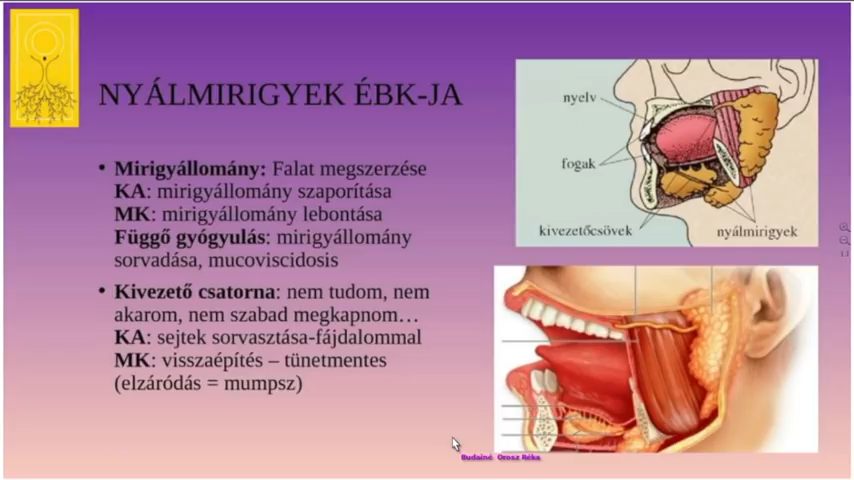 NYÁLMIRIGYEK ÉBK-JA
• Mirigyállomány: Falat megszerzése
KA: mirigyállomány szaporítása
MK: mirigyállomány lebontása
Függő gyógyulás: mirigyállomány
sorvadása, mucoviscidosis
• Kivezető csatorna: nem tudom, nem
akarom, nem szabad megkapnom…
KA: sejtek sorvasztása-fájdalommal
MK: visszaépítés – tünetmentes
(elzáródás = mumpsz)
nyelv
fogak
kivezetőcsövek
nyálmirigyek
Budainé Orosz Réka
1:1